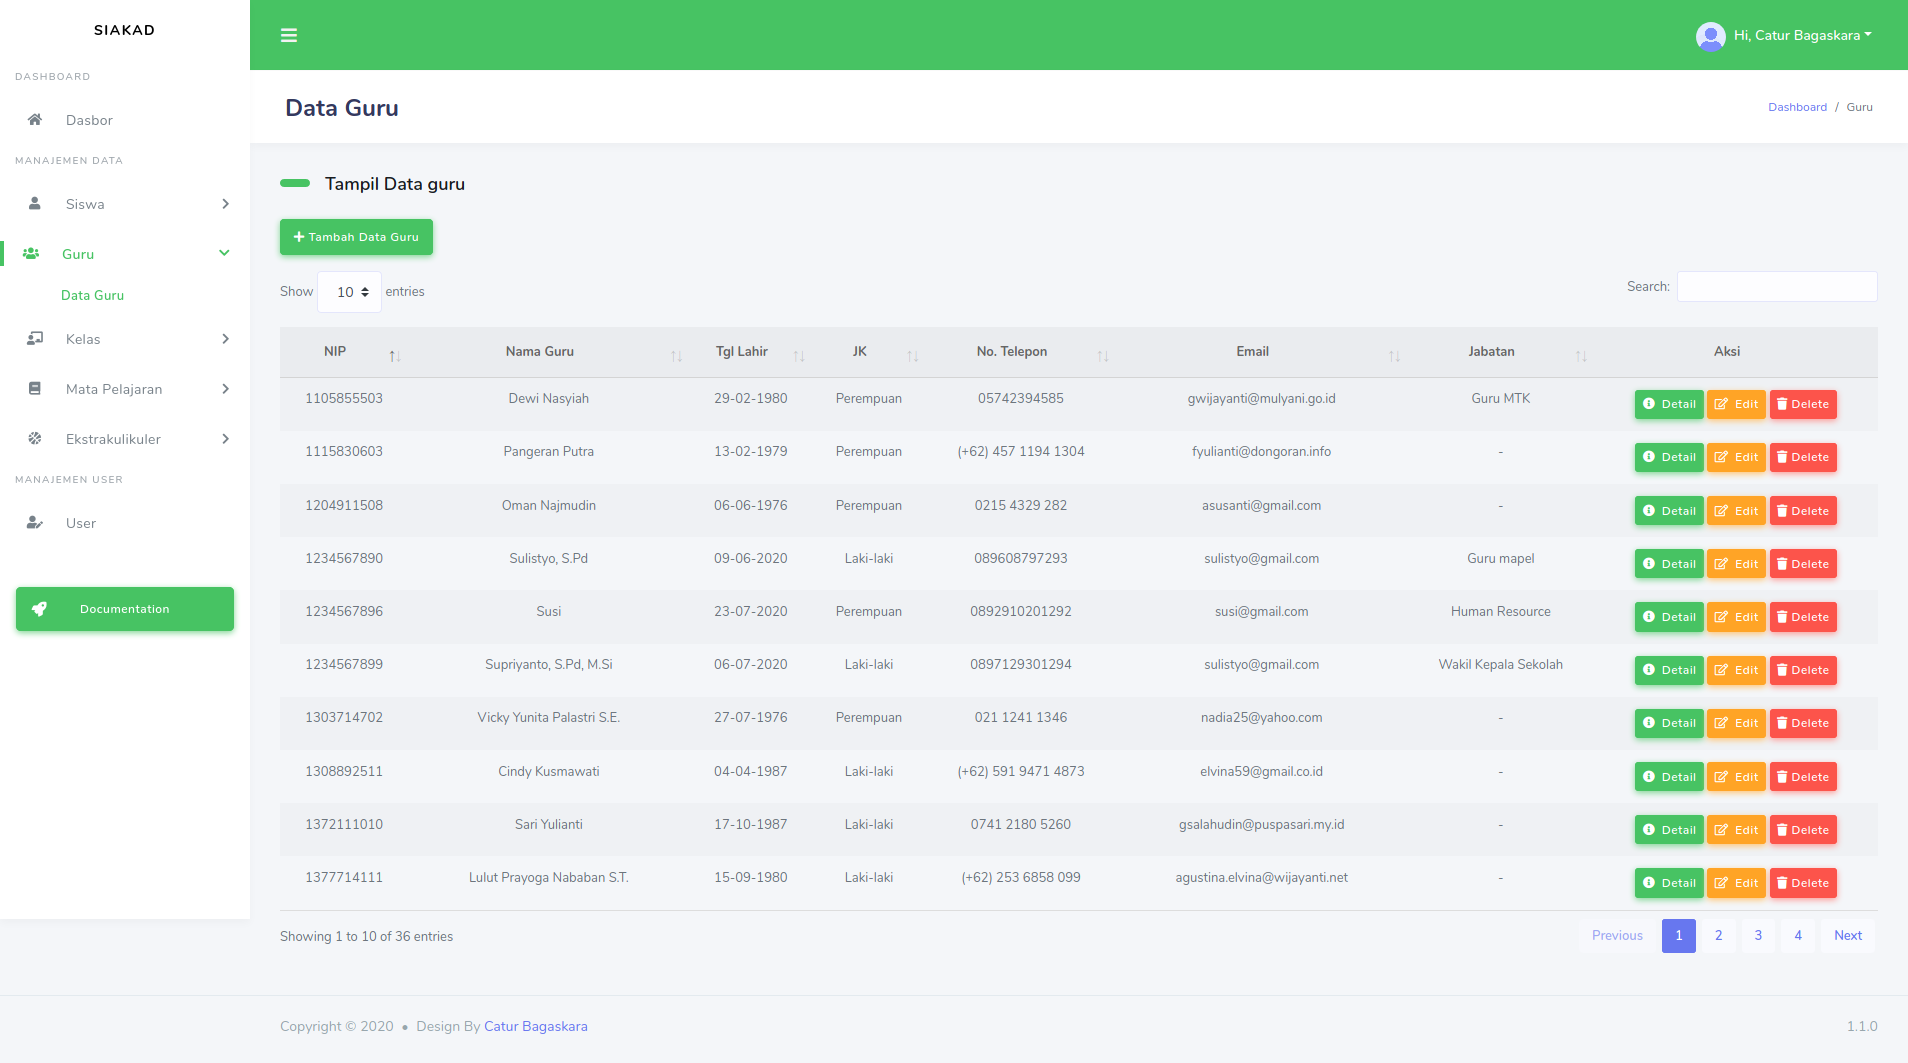 SIAKAD
Hi, Catur Bagaskara
DASHBOARD
Dasbor
MANAJEMEN DATA
Siswa
Guru
Data Guru
Kelas
Mata Pelajaran
Ekstrakulikuler
MANAJEMEN USER
User
Documentation
Data Guru
Dashboard / Guru
Tampil Data guru
Tambah Data Guru
Show 10 entries
Search:
NIP Nama Guru Tgl Lahir JK No. Telepon Email Jabatan Aksi
1105855503 Dewi Nasyiah 29-02-1980 Perempuan 05742394585 gwijayanti@mulyani.go.id Guru MTK Detail Edit Delete
1115830603 Pangeran Putra 13-02-1979 Perempuan (+62) 457 1194 1304 fyulianti@dongoran.info - Detail Edit Delete
1204911508 Oman Najmudin 06-06-1976 Perempuan 0215 4329 282 asusanti@gmail.com - Detail Edit Delete
1234567890 Sulistyo, S.Pd 09-06-2020 Laki-laki 089608797293 sulistyo@gmail.com Guru mapel Detail Edit Delete
1234567896 Susi 23-07-2020 Perempuan 0892910201292 susi@gmail.com Human Resource Detail Edit Delete
1234567899 Supriyanto, S.Pd, M.Si 06-07-2020 Laki-laki 0897129301294 sulistyo@gmail.com Wakil Kepala Sekolah Detail Edit Delete
1303714702 Vicky Yunita Palastri S.E. 27-07-1976 Perempuan 021 1241 1346 nadia25@yahoo.com - Detail Edit Delete
1308892511 Cindy Kusmawati 04-04-1987 Laki-laki (+62) 591 9471 4873 elvina59@gmail.co.id - Detail Edit Delete
1372111010 Sari Yulianti 17-10-1987 Laki-laki 0741 2180 5260 gsalahudin@puspasari.my.id - Detail Edit Delete
1377714111 Lulut Prayoga Nababan S.T. 15-09-1980 Laki-laki (+62) 253 6858 099 agustina.elvina@wijayanti.net - Detail Edit Delete
Showing 1 to 10 of 36 entries
Previous 1 2 3 4 Next
Copyright © 2020 • Design By Catur Bagaskara
1.1.0